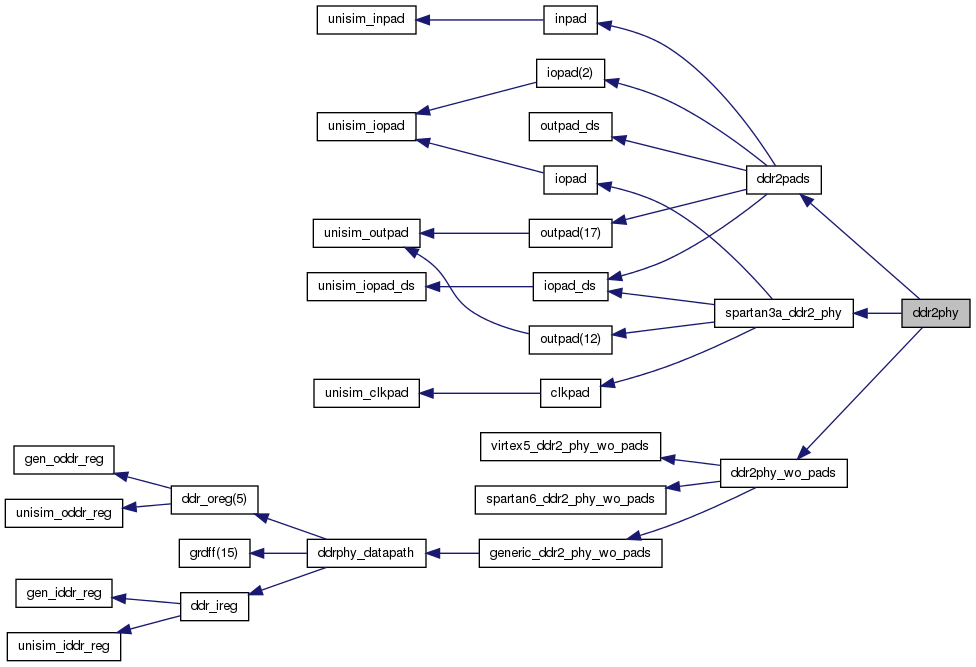 unisim_inpad
inpad
iopad(2)
unisim_iopad
outpad_ds
iopad
ddr2pads
unisim_outpad
outpad(17)
unisim_iopad_ds
iopad_ds
spartan3a_ddr2_phy
ddr2phy
outpad(12)
unisim_clkpad
clkpad
virtex5_ddr2_phy_wo_pads
gen_oddr_reg
ddr2phy_wo_pads
ddr_oreg(5)
spartan6_ddr2_phy_wo_pads
unisim_oddr_reg
grdff(15)
ddrphy_datapath
generic_ddr2_phy_wo_pads
gen_iddr_reg
ddr_ireg
unisim_iddr_reg